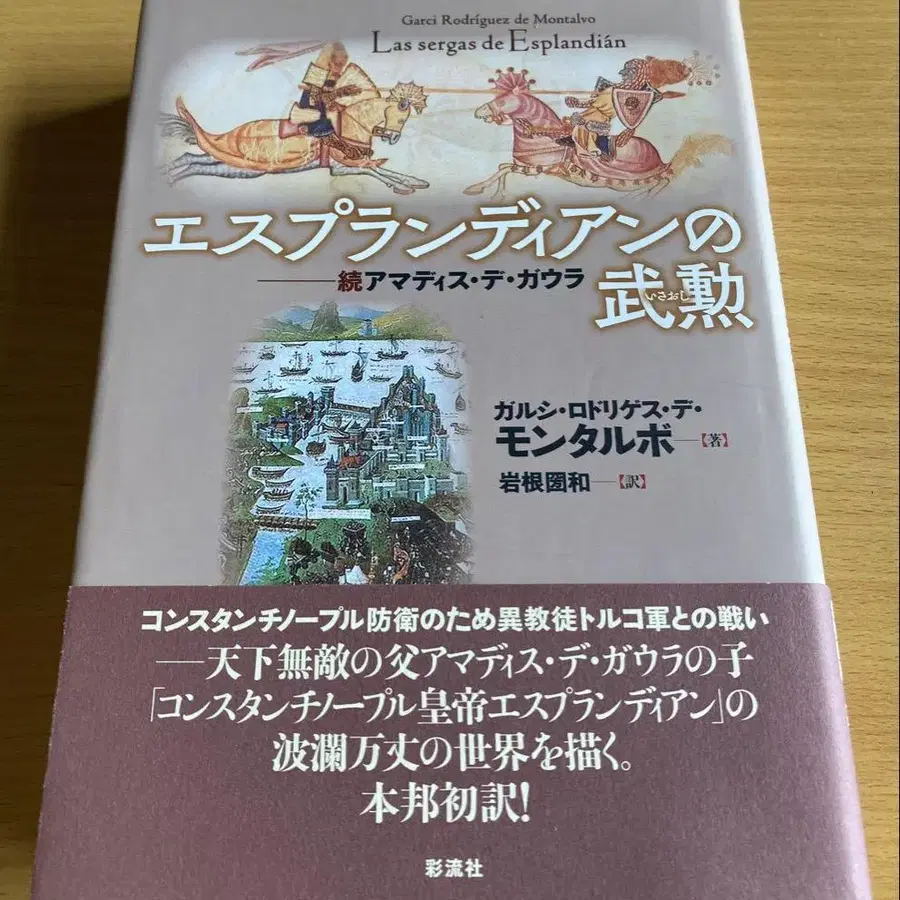 Garci Rodríguez de Montalvo
Las sergas de Esplandián
エスプランディアンの
武勲
いさおし
──続アマディス・デ・ガウラ
ガルシ・ロドリゲス・デ・
モンタルボ─【著】
岩根圀和─【訳】
コンスタンチノープル防衛のため異教徒トルコ軍との戦い
──天下無敵の父アマディス・デ・ガウラの子
「コンスタンチノープル皇帝エスプランディアン」の
波瀾万丈の世界を描く。
本邦初訳!
彩流社